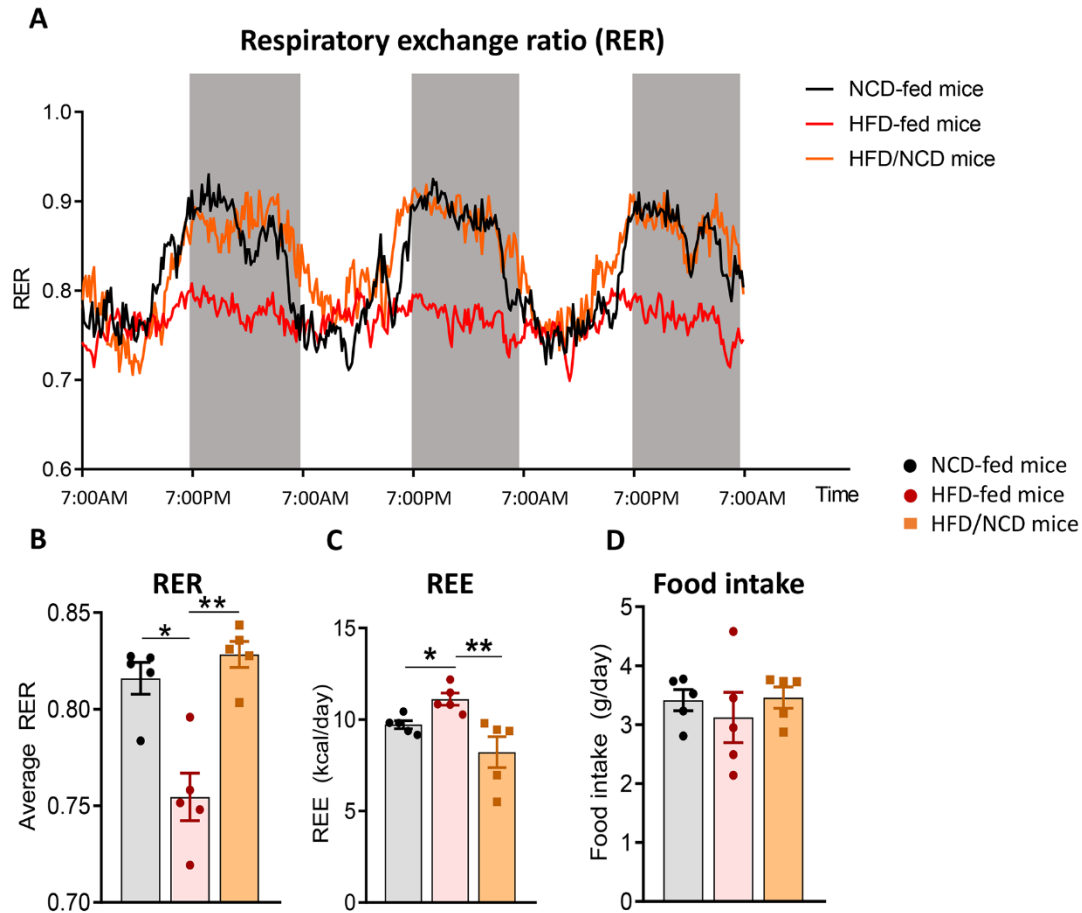 A
Respiratory exchange ratio (RER)
NCD-fed mice
HFD-fed mice
HFD/NCD mice
RER
1.0
0.9
0.8
0.7
0.6
7:00AM 7:00PM 7:00AM 7:00PM 7:00AM 7:00PM 7:00AM Time
NCD-fed mice
HFD-fed mice
HFD/NCD mice
B
RER
Average RER
0.85
0.80
0.75
0.70
* **
C
REE
REE (kcal/day)
15
10
5
0
* **
D
Food intake
Food intake (g/day)
5
4
3
2
1
0